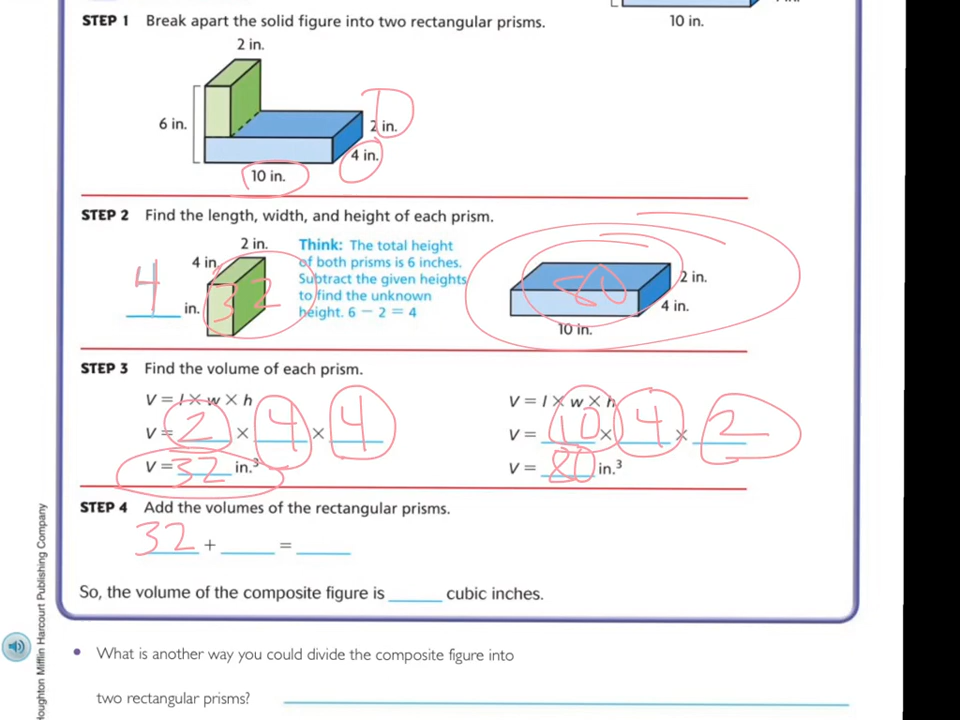 10 in.
STEP 1 Break apart the solid figure into two rectangular prisms.
2 in.
6 in.
2 in.
4 in.
10 in.
STEP 2 Find the length, width, and height of each prism.
2 in.
4 in.
4 in.
32
Think: The total height
of both prisms is 6 inches.
Subtract the given heights
to find the unknown
height. 6 − 2 = 4
80
2 in.
4 in.
10 in.
STEP 3 Find the volume of each prism.
V = l × w × h
V = 2 × 4 × 4
V = 32 in.³
V = l × w × h
V = 10 × 4 × 2
V = 80 in.³
STEP 4 Add the volumes of the rectangular prisms.
32 + ____ = ____
So, the volume of the composite figure is ____ cubic inches.
• What is another way you could divide the composite figure into
two rectangular prisms?
Houghton Mifflin Harcourt Publishing Company